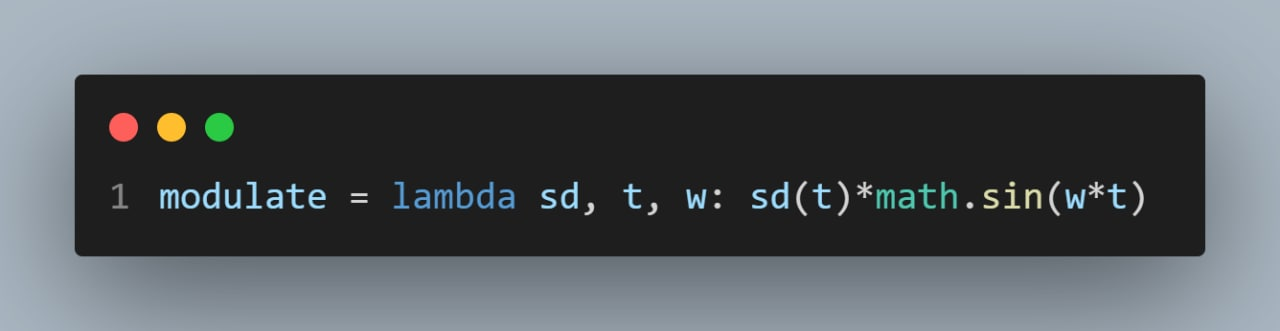 1 modulate = lambda sd, t, w: sd(t)*math.sin(w*t)